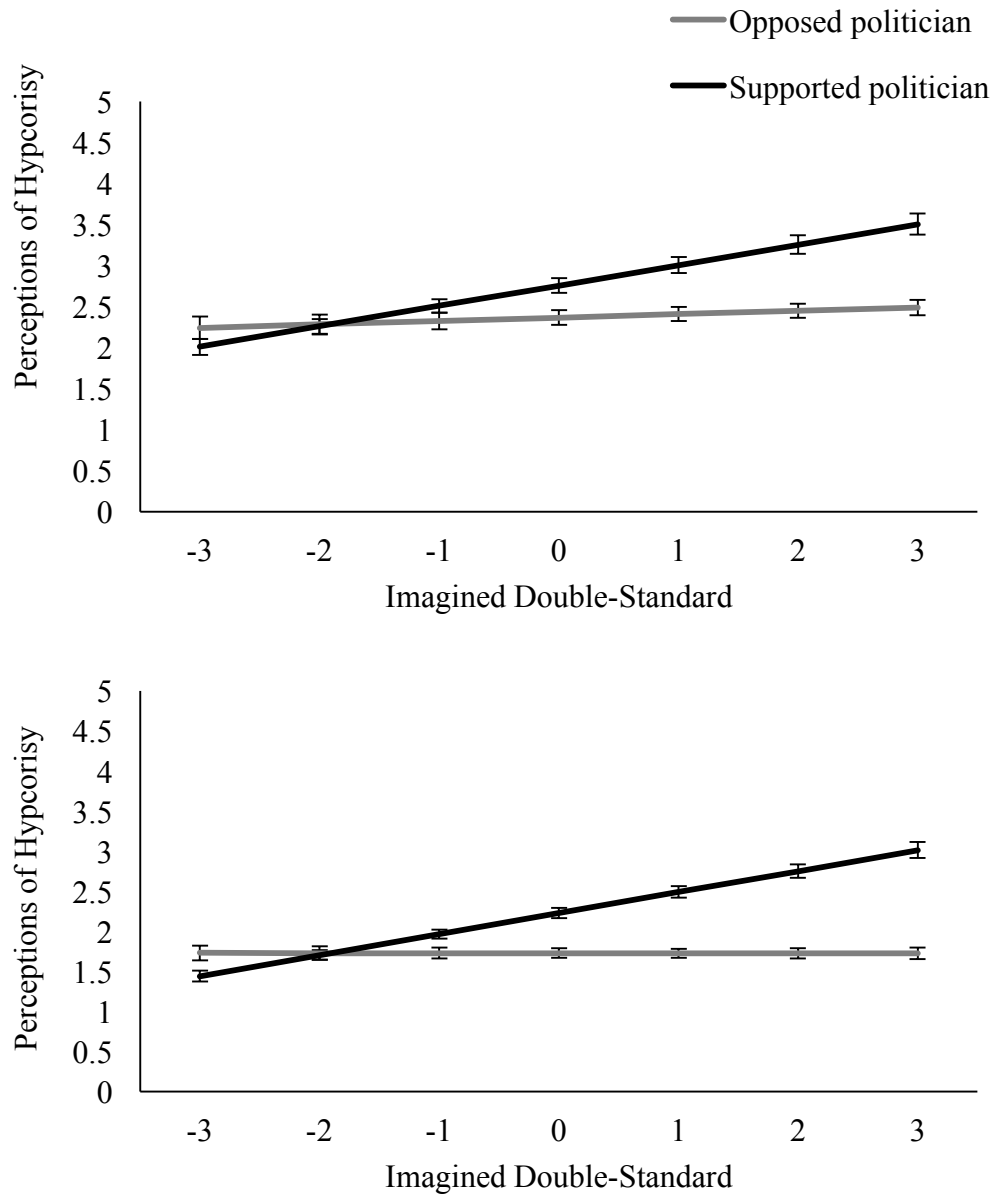 Opposed politician
Supported politician
Perceptions of Hypcorisy
5
4.5
4
3.5
3
2.5
2
1.5
1
0.5
0
-3 -2 -1 0 1 2 3
Imagined Double-Standard
Perceptions of Hypcorisy
5
4.5
4
3.5
3
2.5
2
1.5
1
0.5
0
-3 -2 -1 0 1 2 3
Imagined Double-Standard